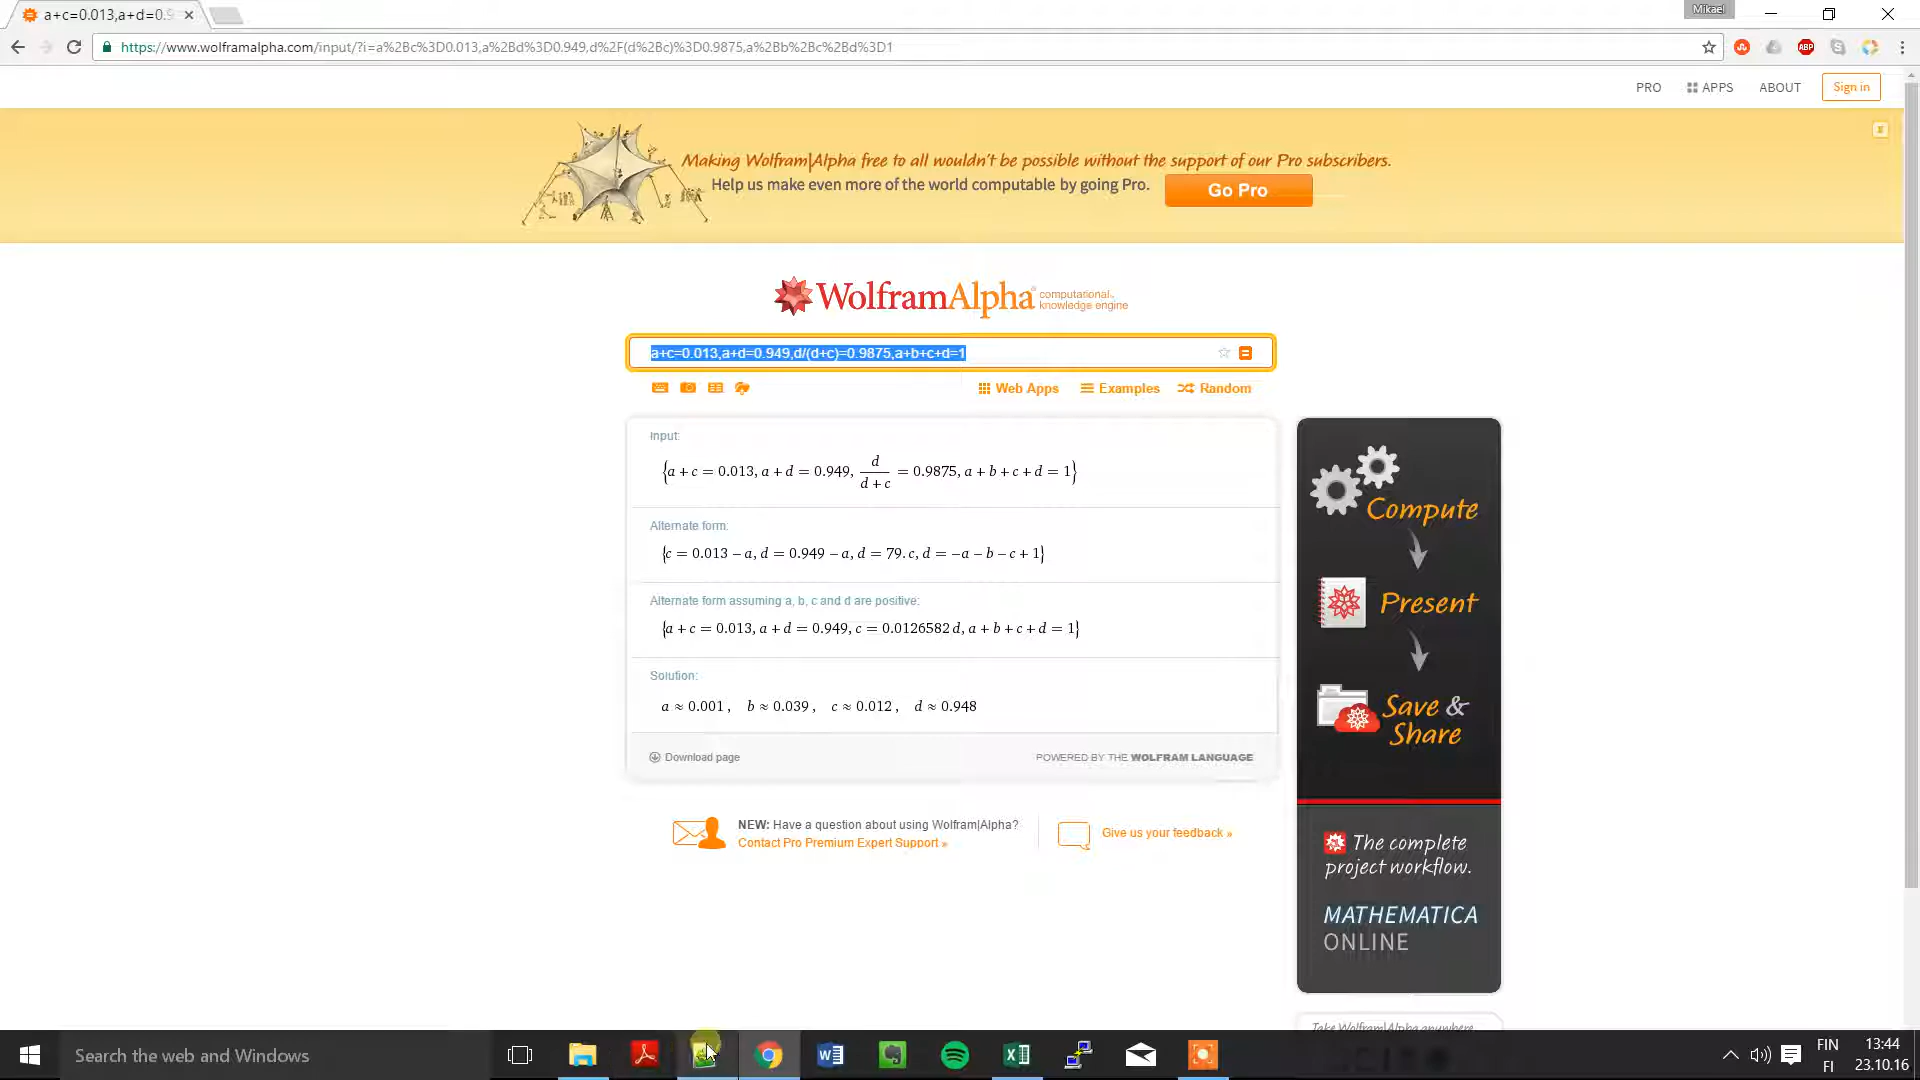 a+c=0.013,a+d=0.9
Mikael
https://www.wolframalpha.com/input/?i=a%2Bc%3D0.013,a%2Bd%3D0.949,d%2F(d%2Bc)%3D0.9875,a%2Bb%2Bc%2Bd%3D1
ABP
PRO
APPS
ABOUT
Sign in
Making Wolfram|Alpha free to all wouldn't be possible without the support of our Pro subscribers.
Help us make even more of the world computable by going Pro.
Go Pro
WolframAlpha computational knowledge engine
a+c=0.013,a+d=0.949,d/(d+c)=0.9875,a+b+c+d=1
Web Apps
Examples
Random
Input:
{a + c = 0.013, a + d = 0.949, d/(d + c) = 0.9875, a + b + c + d = 1}
Alternate form:
{c = 0.013 − a, d = 0.949 − a, d = 79. c, d = −a − b − c + 1}
Alternate form assuming a, b, c and d are positive:
{a + c = 0.013, a + d = 0.949, c = 0.0126582 d, a + b + c + d = 1}
Solution:
a ≈ 0.001 , b ≈ 0.039 , c ≈ 0.012 , d ≈ 0.948
Download page
POWERED BY THE WOLFRAM LANGUAGE
NEW: Have a question about using Wolfram|Alpha?
Contact Pro Premium Expert Support »
Give us your feedback »
Compute
Present
Save &
Share
The complete
project workflow.
MATHEMATICA
ONLINE
Take Wolfram|Alpha anywhere
Search the web and Windows
FIN
FI
13:44
23.10.16